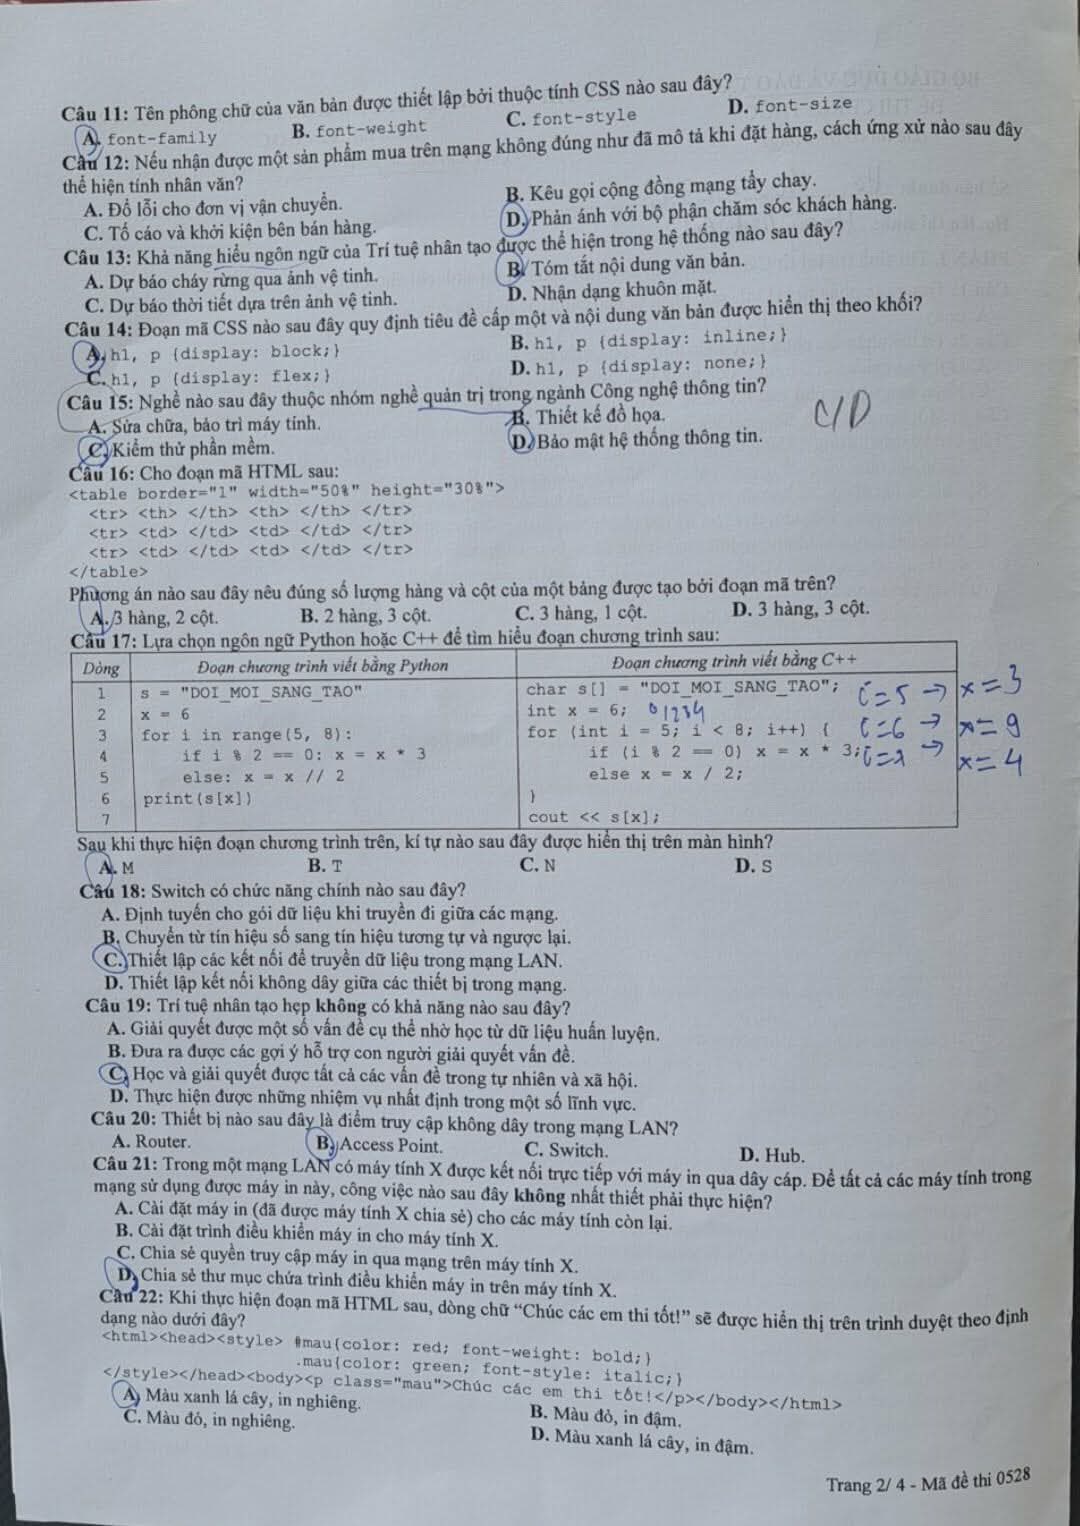 Câu 11: Tên phông chữ của văn bản được thiết lập bởi thuộc tính CSS nào sau đây?
A. font-family B. font-weight C. font-style D. font-size
Câu 12: Nếu nhận được một sản phẩm mua trên mạng không đúng như đã mô tả khi đặt hàng, cách ứng xử nào sau đây
thể hiện tính nhân văn?
A. Đổ lỗi cho đơn vị vận chuyển. B. Kêu gọi cộng đồng mạng tẩy chay.
C. Tố cáo và khởi kiện bên bán hàng. D. Phản ánh với bộ phận chăm sóc khách hàng.
Câu 13: Khả năng hiểu ngôn ngữ của Trí tuệ nhân tạo được thể hiện trong hệ thống nào sau đây?
A. Dự báo cháy rừng qua ảnh vệ tinh. B. Tóm tắt nội dung văn bản.
C. Dự báo thời tiết dựa trên ảnh vệ tinh. D. Nhận dạng khuôn mặt.
Câu 14: Đoạn mã CSS nào sau đây quy định tiêu đề cấp một và nội dung văn bản được hiển thị theo khối?
A. h1, p {display: block;} B. h1, p {display: inline;}
C. h1, p {display: flex;} D. h1, p {display: none;}
Câu 15: Nghề nào sau đây thuộc nhóm nghề quản trị trong ngành Công nghệ thông tin?
A. Sửa chữa, bảo trì máy tính. B. Thiết kế đồ họa. C/D
C. Kiểm thử phần mềm. D. Bảo mật hệ thống thông tin.
Câu 16: Cho đoạn mã HTML sau:
<table border="1" width="50%" height="30%">
<tr> <th> </th> <th> </th> </tr>
<tr> <td> </td> <td> </td> </tr>
<tr> <td> </td> <td> </td> </tr>
</table>
Phương án nào sau đây nêu đúng số lượng hàng và cột của một bảng được tạo bởi đoạn mã trên?
A. 3 hàng, 2 cột. B. 2 hàng, 3 cột. C. 3 hàng, 1 cột. D. 3 hàng, 3 cột.
Câu 17: Lựa chọn ngôn ngữ Python hoặc C++ để tìm hiểu đoạn chương trình sau:
Dòng Đoạn chương trình viết bằng Python Đoạn chương trình viết bằng C++
1 s = "DOI_MOI_SANG_TAO" char s[] = "DOI_MOI_SANG_TAO"; i=5 → x=3
2 x = 6 int x = 6; 01234
3 for i in range(5, 8): for (int i = 5; i < 8; i++) { i=6 → x=9
4 if i % 2 == 0: x = x * 3 if (i % 2 == 0) x = x * 3; i=7 → x=4
5 else: x = x // 2 else x = x / 2;
6 print(s[x]) }
7 cout << s[x];
Sau khi thực hiện đoạn chương trình trên, kí tự nào sau đây được hiển thị trên màn hình?
A. M B. T C. N D. S
Câu 18: Switch có chức năng chính nào sau đây?
A. Định tuyến cho gói dữ liệu khi truyền đi giữa các mạng.
B. Chuyển từ tín hiệu số sang tín hiệu tương tự và ngược lại.
C. Thiết lập các kết nối để truyền dữ liệu trong mạng LAN.
D. Thiết lập kết nối không dây giữa các thiết bị trong mạng.
Câu 19: Trí tuệ nhân tạo hẹp không có khả năng nào sau đây?
A. Giải quyết được một số vấn đề cụ thể nhờ học từ dữ liệu huấn luyện.
B. Đưa ra được các gợi ý hỗ trợ con người giải quyết vấn đề.
C. Học và giải quyết được tất cả các vấn đề trong tự nhiên và xã hội.
D. Thực hiện được những nhiệm vụ nhất định trong một số lĩnh vực.
Câu 20: Thiết bị nào sau đây là điểm truy cập không dây trong mạng LAN?
A. Router. B. Access Point. C. Switch. D. Hub.
Câu 21: Trong một mạng LAN có máy tính X được kết nối trực tiếp với máy in qua dây cáp. Để tất cả các máy tính trong
mạng sử dụng được máy in này, công việc nào sau đây không nhất thiết phải thực hiện?
A. Cài đặt máy in (đã được máy tính X chia sẻ) cho các máy tính còn lại.
B. Cài đặt trình điều khiển máy in cho máy tính X.
C. Chia sẻ quyền truy cập máy in qua mạng trên máy tính X.
D. Chia sẻ thư mục chứa trình điều khiển máy in trên máy tính X.
Câu 22: Khi thực hiện đoạn mã HTML sau, dòng chữ “Chúc các em thi tốt!” sẽ được hiển thị trên trình duyệt theo định
dạng nào dưới đây?
<html><head><style> #mau{color: red; font-weight: bold;}
.mau{color: green; font-style: italic;}
</style></head><body><p class="mau">Chúc các em thi tốt!</p></body></html>
A. Màu xanh lá cây, in nghiêng. B. Màu đỏ, in đậm.
C. Màu đỏ, in nghiêng. D. Màu xanh lá cây, in đậm.
Trang 2/ 4 - Mã đề thi 0528